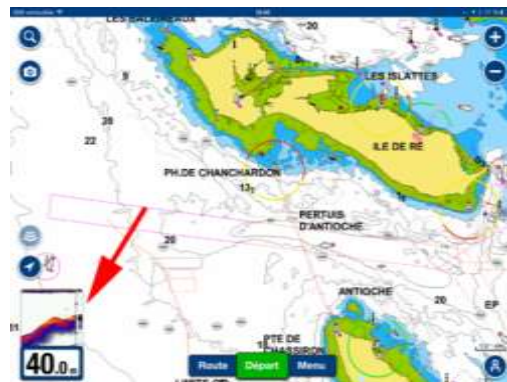 LES BALEINEAUX
20
LES ISLATTES
9
28
22
ILE DE RÉ
PH.DE CHANCHARDON
13₅
PERTUIS
D'ANTIOCHE
20
ANTIOCHE
20
EP
40.0 m
PTE DE
CHASSIRON
Route
Départ
Menu